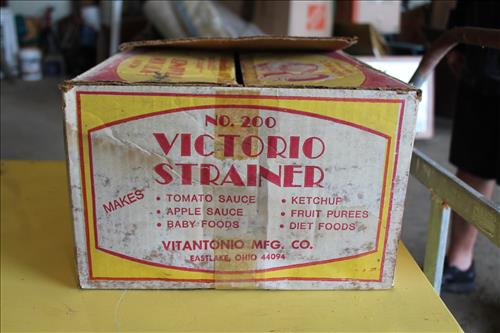 NO. 200
VICTORIO
STRAINER
MAKES
• TOMATO SAUCE
• APPLE SAUCE
• BABY FOODS
• KETCHUP
• FRUIT PUREES
• DIET FOODS
VITANTONIO MFG. CO.
EASTLAKE, OHIO 44094